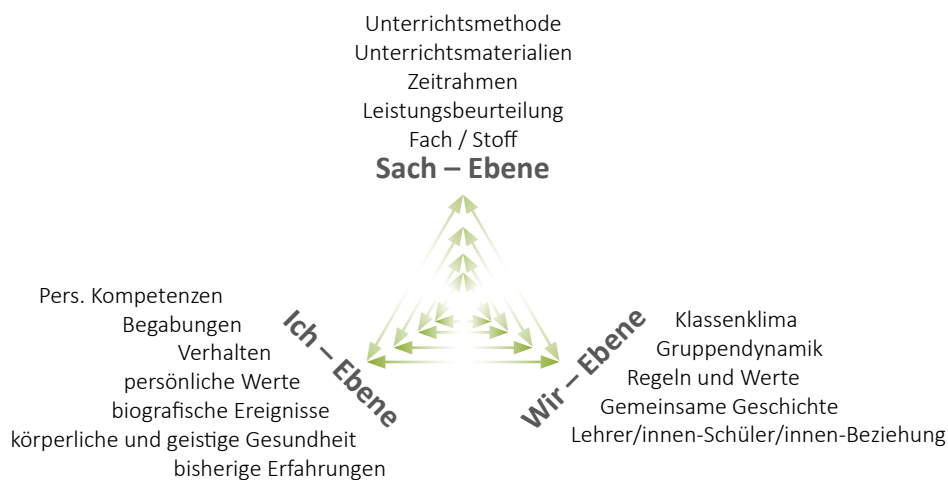 Unterrichtsmethode
Unterrichtsmaterialien
Zeitrahmen
Leistungsbeurteilung
Fach / Stoff
Sach – Ebene
Pers. Kompetenzen
Begabungen
Verhalten
persönliche Werte
biografische Ereignisse
körperliche und geistige Gesundheit
bisherige Erfahrungen
Ich – Ebene
Wir – Ebene
Klassenklima
Gruppendynamik
Regeln und Werte
Gemeinsame Geschichte
Lehrer/innen-Schüler/innen-Beziehung